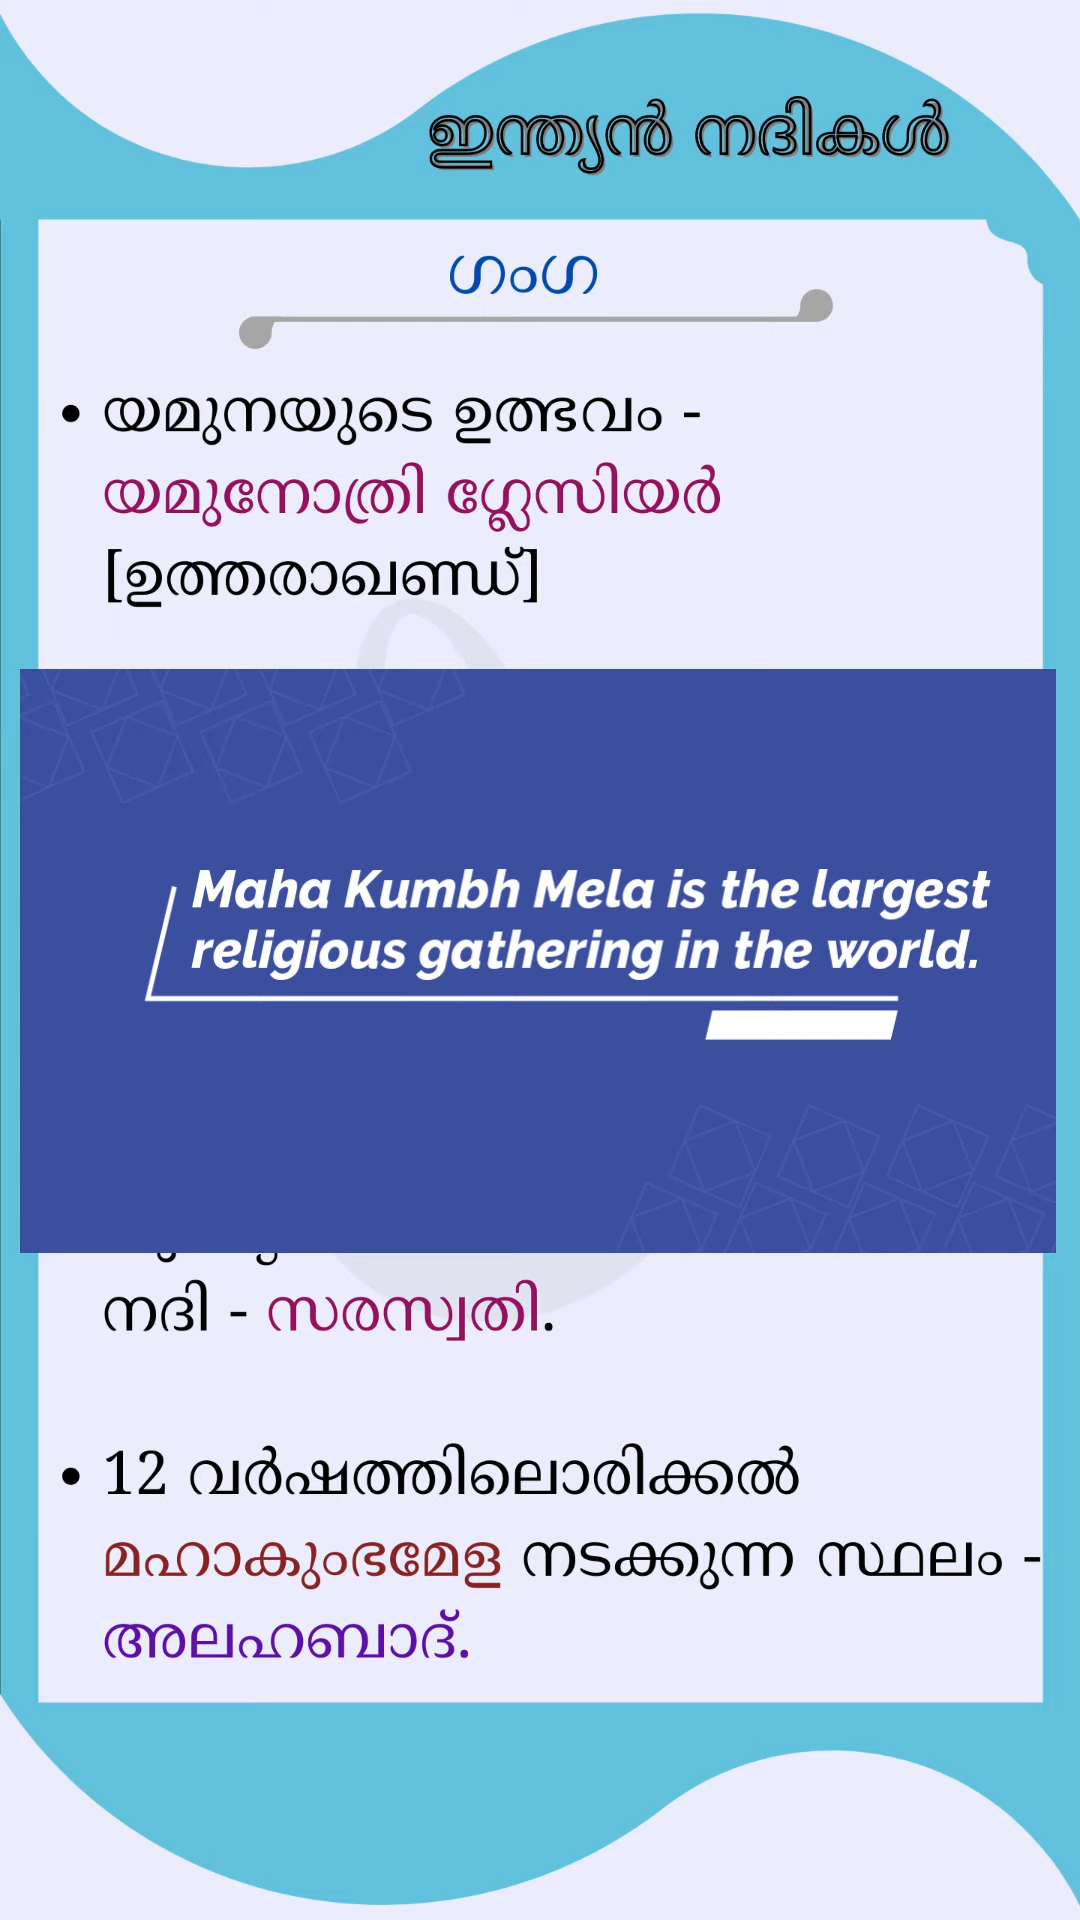 ഇന്ത്യൻ നദികൾ
ഗംഗ
• യമുനയുടെ ഉത്ഭവം -
യമുനോത്രി ഗ്ലേസിയർ
[ഉത്തരാഖണ്ഡ്]
Maha Kumbh Mela is the largest
religious gathering in the world.
നദി - സരസ്വതി.
• 12 വർഷത്തിലൊരിക്കൽ
മഹാകുംഭമേള നടക്കുന്ന സ്ഥലം -
അലഹബാദ്.